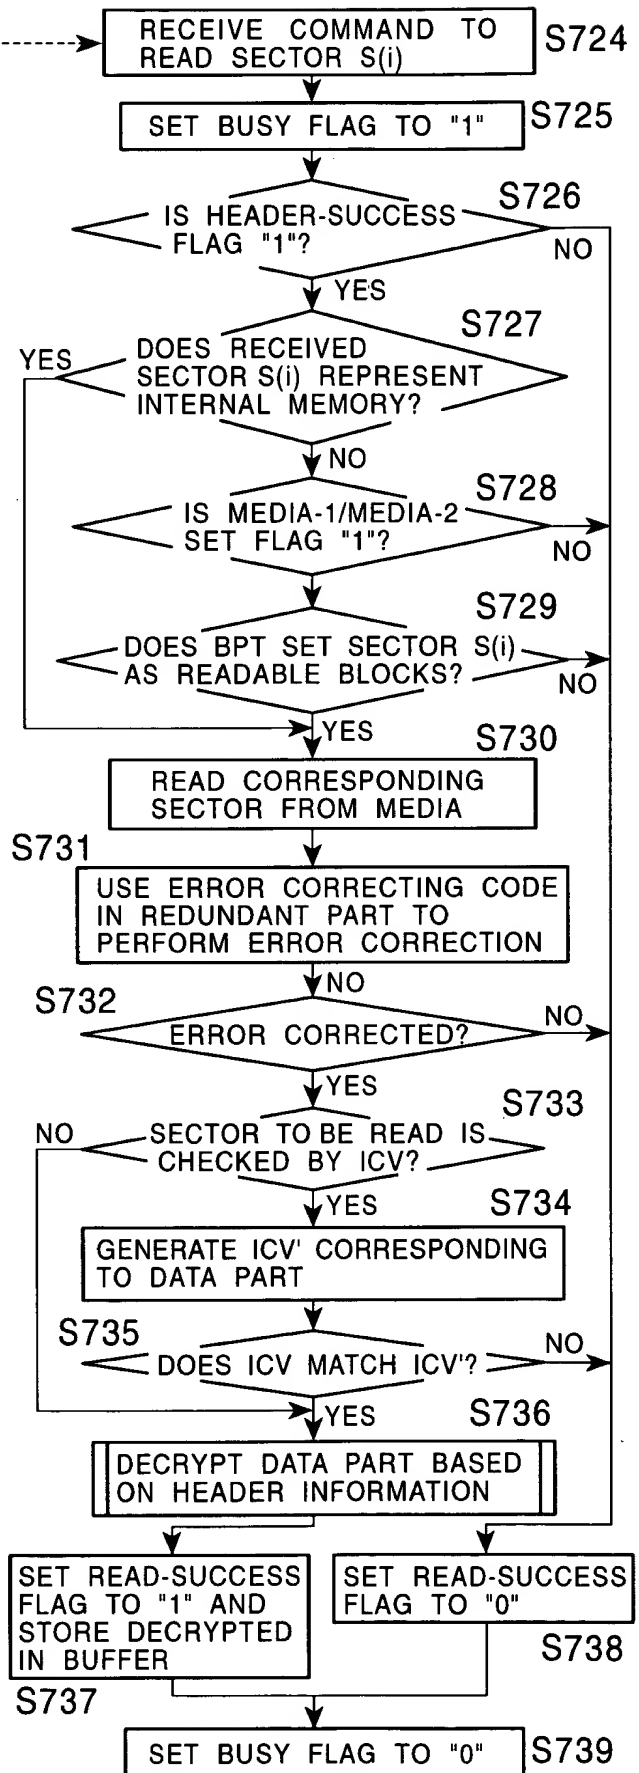 RECEIVE COMMAND TO
READ SECTOR S(i)
S724
SET BUSY FLAG TO "1"
S725
S726
IS HEADER-SUCCESS
FLAG "1"?
NO
YES
S727
YES
DOES RECEIVED
SECTOR S(i) REPRESENT
INTERNAL MEMORY?
NO
S728
IS MEDIA-1/MEDIA-2
SET FLAG "1"?
NO
S729
DOES BPT SET SECTOR S(i)
AS READABLE BLOCKS?
NO
YES
S730
READ CORRESPONDING
SECTOR FROM MEDIA
S731
USE ERROR CORRECTING CODE
IN REDUNDANT PART TO
PERFORM ERROR CORRECTION
NO
S732
ERROR CORRECTED?
NO
YES
S733
NO
SECTOR TO BE READ IS
CHECKED BY ICV?
YES
S734
GENERATE ICV' CORRESPONDING
TO DATA PART
S735
DOES ICV MATCH ICV'?
NO
YES
S736
DECRYPT DATA PART BASED
ON HEADER INFORMATION
SET READ-SUCCESS
FLAG TO "1" AND
STORE DECRYPTED
IN BUFFER
S737
SET READ-SUCCESS
FLAG TO "0"
S738
SET BUSY FLAG TO "0"
S739